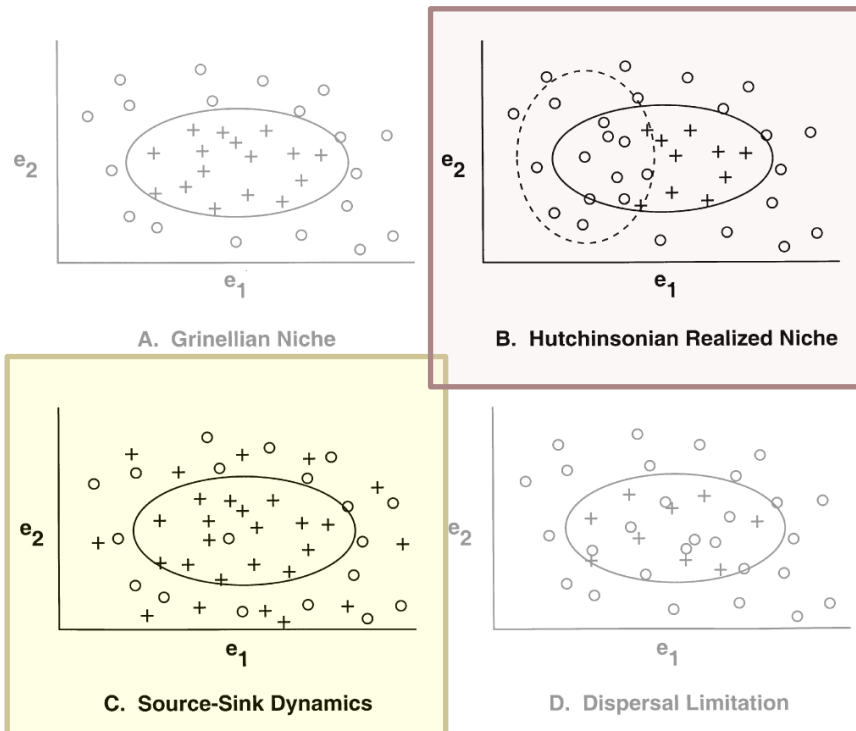 e2
e1
A. Grinellian Niche
e2
e1
B. Hutchinsonian Realized Niche
e2
e1
C. Source-Sink Dynamics
e2
e1
D. Dispersal Limitation